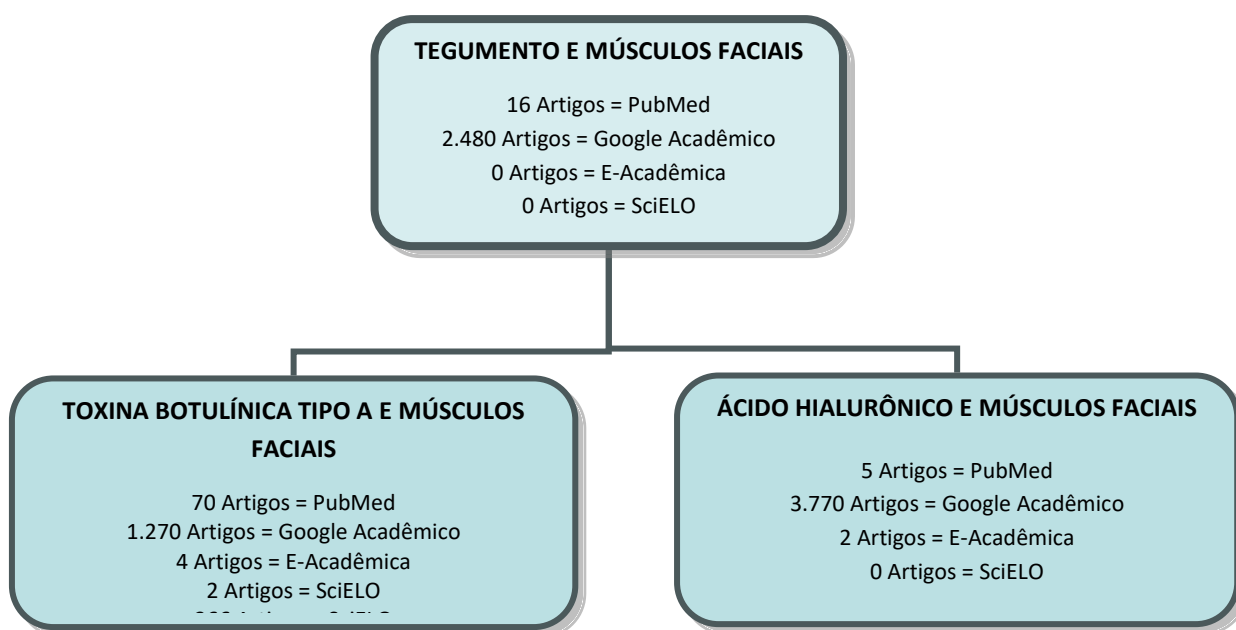 TEGUMENTO E MÚSCULOS FACIAIS
16 Artigos = PubMed
2.480 Artigos = Google Acadêmico
0 Artigos = E-Acadêmica
0 Artigos = SciELO
TOXINA BOTULÍNICA TIPO A E MÚSCULOS
FACIAIS
70 Artigos = PubMed
1.270 Artigos = Google Acadêmico
4 Artigos = E-Acadêmica
2 Artigos = SciELO
ÁCIDO HIALURÔNICO E MÚSCULOS FACIAIS
5 Artigos = PubMed
3.770 Artigos = Google Acadêmico
2 Artigos = E-Acadêmica
0 Artigos = SciELO